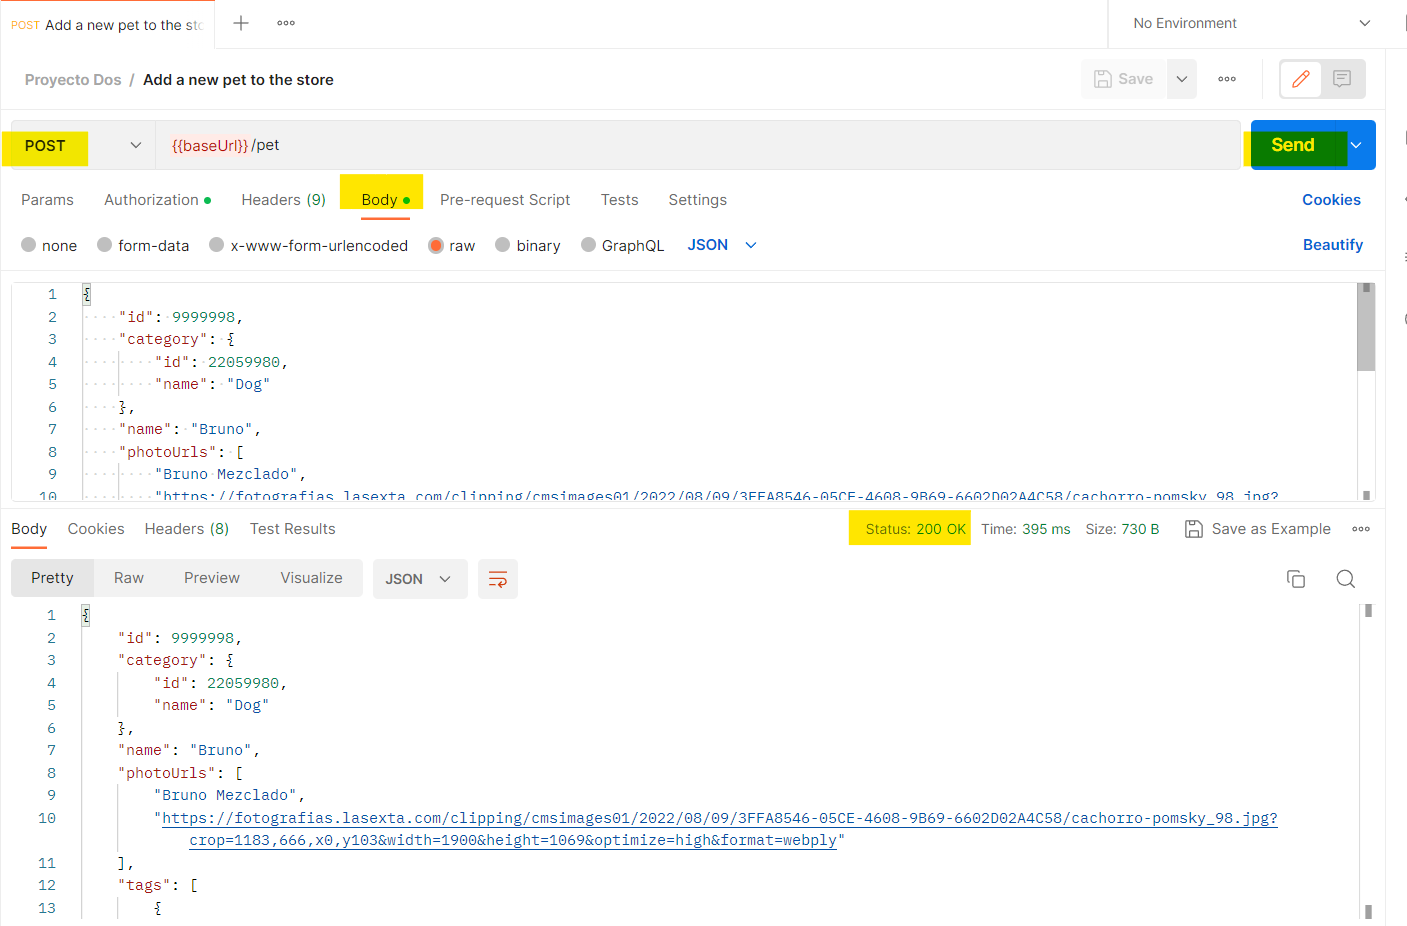 POST Add a new pet to the sto
No Environment
Proyecto Dos / Add a new pet to the store
Save
POST {{baseUrl}}/pet Send
Params Authorization Headers (9) Body Pre-request Script Tests Settings Cookies
none form-data x-www-form-urlencoded raw binary GraphQL JSON Beautify
1 {
2 "id": 9999998,
3 "category": {
4 "id": 22059980,
5 "name": "Dog"
6 },
7 "name": "Bruno",
8 "photoUrls": [
9 "Bruno Mezclado",
10 "https://fotografias.lasexta.com/clipping/cmsimages01/2022/08/09/3FFA8546-05CE-4608-9B69-6602D02A4C58/cachorro-pomsky_98.jpg?
Body Cookies Headers (8) Test Results Status: 200 OK Time: 395 ms Size: 730 B Save as Example
Pretty Raw Preview Visualize JSON
1 {
2 "id": 9999998,
3 "category": {
4 "id": 22059980,
5 "name": "Dog"
6 },
7 "name": "Bruno",
8 "photoUrls": [
9 "Bruno Mezclado",
10 "https://fotografias.lasexta.com/clipping/cmsimages01/2022/08/09/3FFA8546-05CE-4608-9B69-6602D02A4C58/cachorro-pomsky_98.jpg?
crop=1183,666,x0,y103&width=1900&height=1069&optimize=high&format=webply"
11 ],
12 "tags": [
13 {